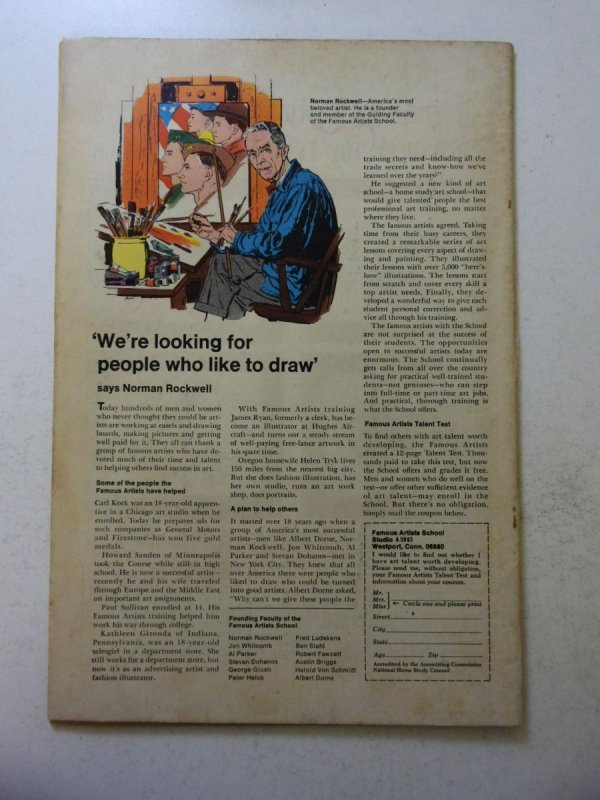 Norman Rockwell—America's most
beloved artist. He is a founder
and member of the Guiding Faculty
of the Famous Artists School.
'We're looking for
people who like to draw'
says Norman Rockwell
Today hundreds of men and women
who never thought they could be art-
ists are working at easels and drawing
boards, making pictures and getting
well paid for it. They all can thank a
group of famous artists who have de-
voted much of their time and talent
to helping others find success in art.
Some of the people the
Famous Artists have helped
Carl Kock was an 18-year-old appren-
tice in a Chicago art studio when he
enrolled. Today he prepares ads for
such companies as General Motors
and Firestone—has won five gold
medals.
Howard Sanden of Minneapolis
took the Course while still in high
school. He is now a successful artist—
recently he and his wife traveled
through Europe and the Middle East
on important art assignments.
Paul Sullivan enrolled at 14. His
Famous Artists training helped him
work his way through college.
Kathleen Gironda of Indiana,
Pennsylvania, was an 18-year-old
salesgirl in a department store. She
still works for a department store, but
now it's as an advertising artist and
fashion illustrator.
With Famous Artists training
James Ryan, formerly a clerk, has be-
come an illustrator at Hughes Air-
craft—and turns out a steady stream
of well-paying free-lance artwork in
his spare time.
Oregon housewife Helen Tryk lives
150 miles from the nearest big city.
But she does fashion illustration, has
her own studio, runs an art work
shop, does portraits.
A plan to help others
It started over 18 years ago when a
group of America's most successful
artists—men like Albert Dorne, Nor-
man Rockwell, Jon Whitcomb, Al
Parker and Stevan Dohanos—met in
New York City. They knew that all
over America there were people who
liked to draw who could be turned
into good artists. Albert Dorne asked,
"Why can't we give these people the
Founding Faculty of the
Famous Artists School
Norman Rockwell
Jon Whitcomb
Al Parker
Stevan Dohanos
George Giusti
Peter Helck
Fred Ludekens
Ben Stahl
Robert Fawcett
Austin Briggs
Harold Von Schmidt
Albert Dorne
training they need—including all the
trade secrets and know-how we've
learned over the years?"
He suggested a new kind of art
school—a home study art school—that
would give talented people the best
professional art training, no matter
where they live.
The famous artists agreed. Taking
time from their busy careers, they
created a remarkable series of art
lessons covering every aspect of draw-
ing and painting. They illustrated
their lessons with over 5,000 "here's-
how" illustrations. The lessons start
from scratch and cover every skill a
top artist needs. Finally, they de-
veloped a wonderful way to give each
student personal correction and ad-
vice all through his training.
The famous artists with the School
are not surprised at the success of
their students. The opportunities
open to successful artists today are
enormous. The School continually
gets calls from all over the country
asking for practical well-trained stu-
dents—not geniuses—who can step
into full-time or part-time art jobs.
And practical, thorough training is
what the School offers.
Famous Artists Talent Test
To find others with art talent worth
developing, the Famous Artists
created a 12-page Talent Test. Thou-
sands paid to take this test, but now
the School offers and grades it free.
Men and women who do well on the
test—or offer other sufficient evidence
of art talent—may enroll in the
School. But there's no obligation.
Simply mail the coupon below.
Famous Artists School
Studio
Westport, Conn. 06880
I would like to find out whether I
have art talent worth developing.
Please send me, without obligation,
your Famous Artists Talent Test and
information about your courses.
Mr.
Mrs.
Miss
Circle one and please print
Street
City
State
Age Zip
Accredited by the Accrediting Commission
National Home Study Council.